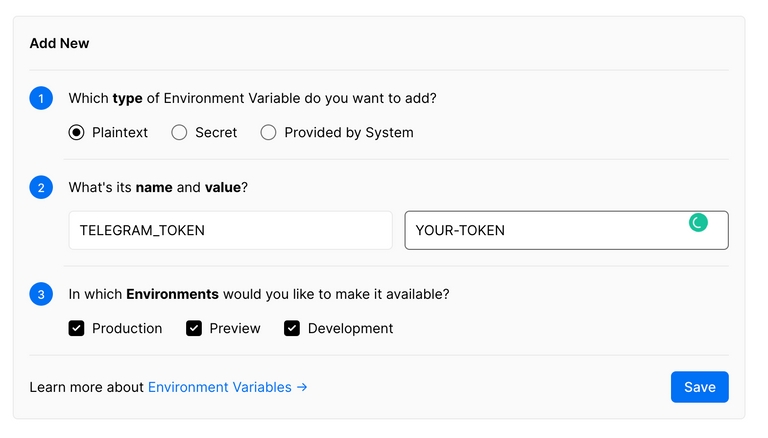 Add New
1 Which type of Environment Variable do you want to add?
Plaintext Secret Provided by System
2 What's its name and value?
TELEGRAM_TOKEN YOUR-TOKEN
3 In which Environments would you like to make it available?
Production Preview Development
Learn more about Environment Variables → Save